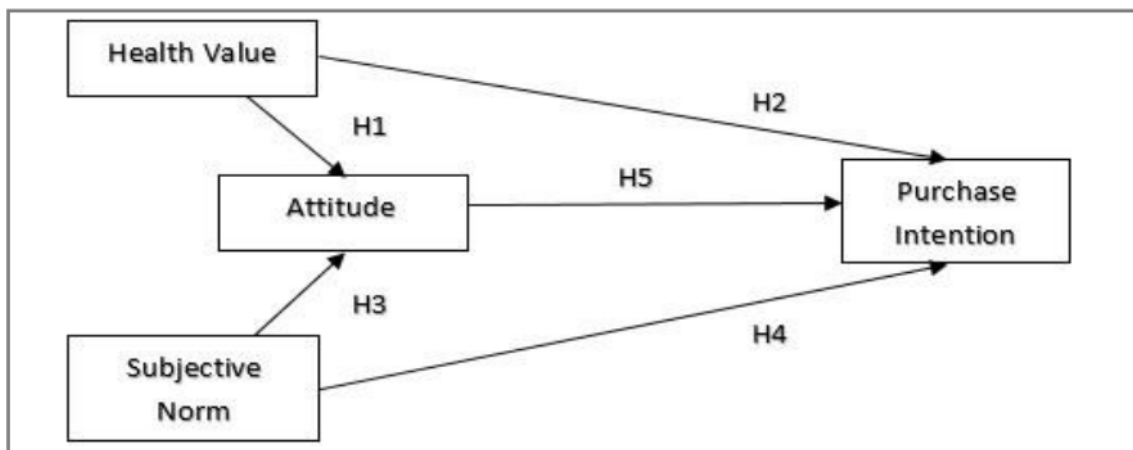 Health Value
H1
H2
Attitude
H5
Purchase
Intention
H3
H4
Subjective
Norm